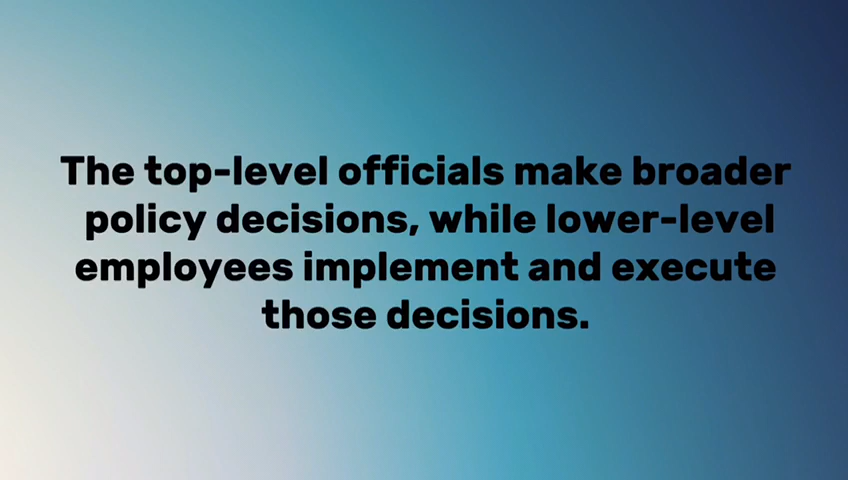 The top-level officials make broader
policy decisions, while lower-level
employees implement and execute
those decisions.